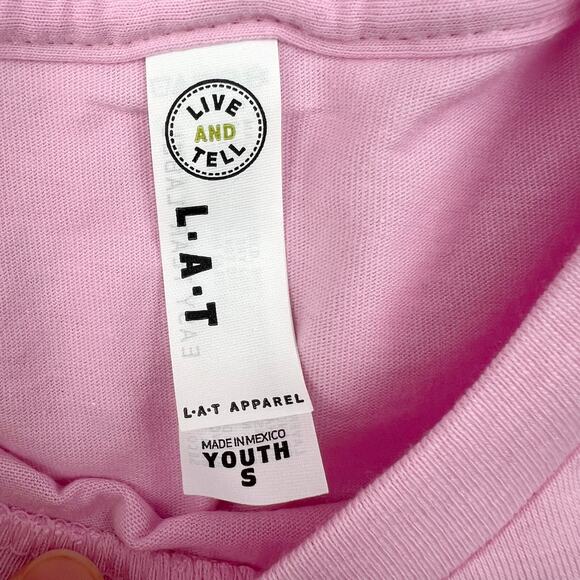 LIVE
AND
TELL
L·A·T
L·A·T APPAREL
MADE IN MEXICO
YOUTH
S